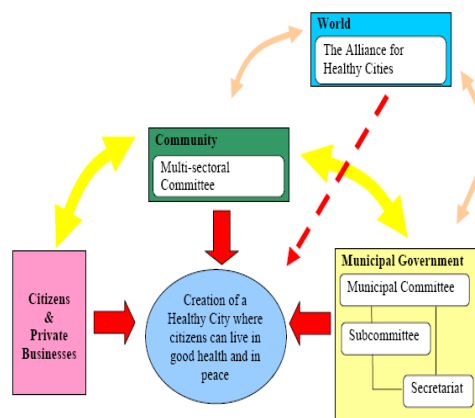 World
The Alliance for
Healthy Cities
Community
Multi-sectoral
Committee
Municipal Government
Municipal Committee
Subcommittee
Secretariat
Citizens
&
Private
Businesses
Creation of a
Healthy City where
citizens can live in
good health and in
peace